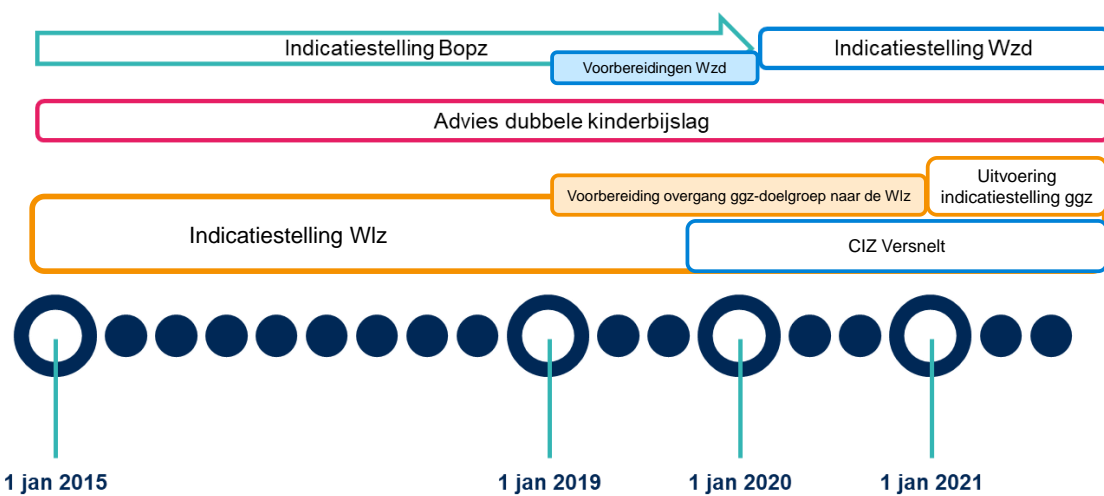 Indicatiestelling Bopz
Indicatiestelling Wzd
Voorbereidingen Wzd
Advies dubbele kinderbijslag
Voorbereiding overgang ggz-doelgroep naar de Wlz
Uitvoering
indicatiestelling ggz
Indicatiestelling Wlz
CIZ Versnelt
1 jan 2015
1 jan 2019
1 jan 2020
1 jan 2021